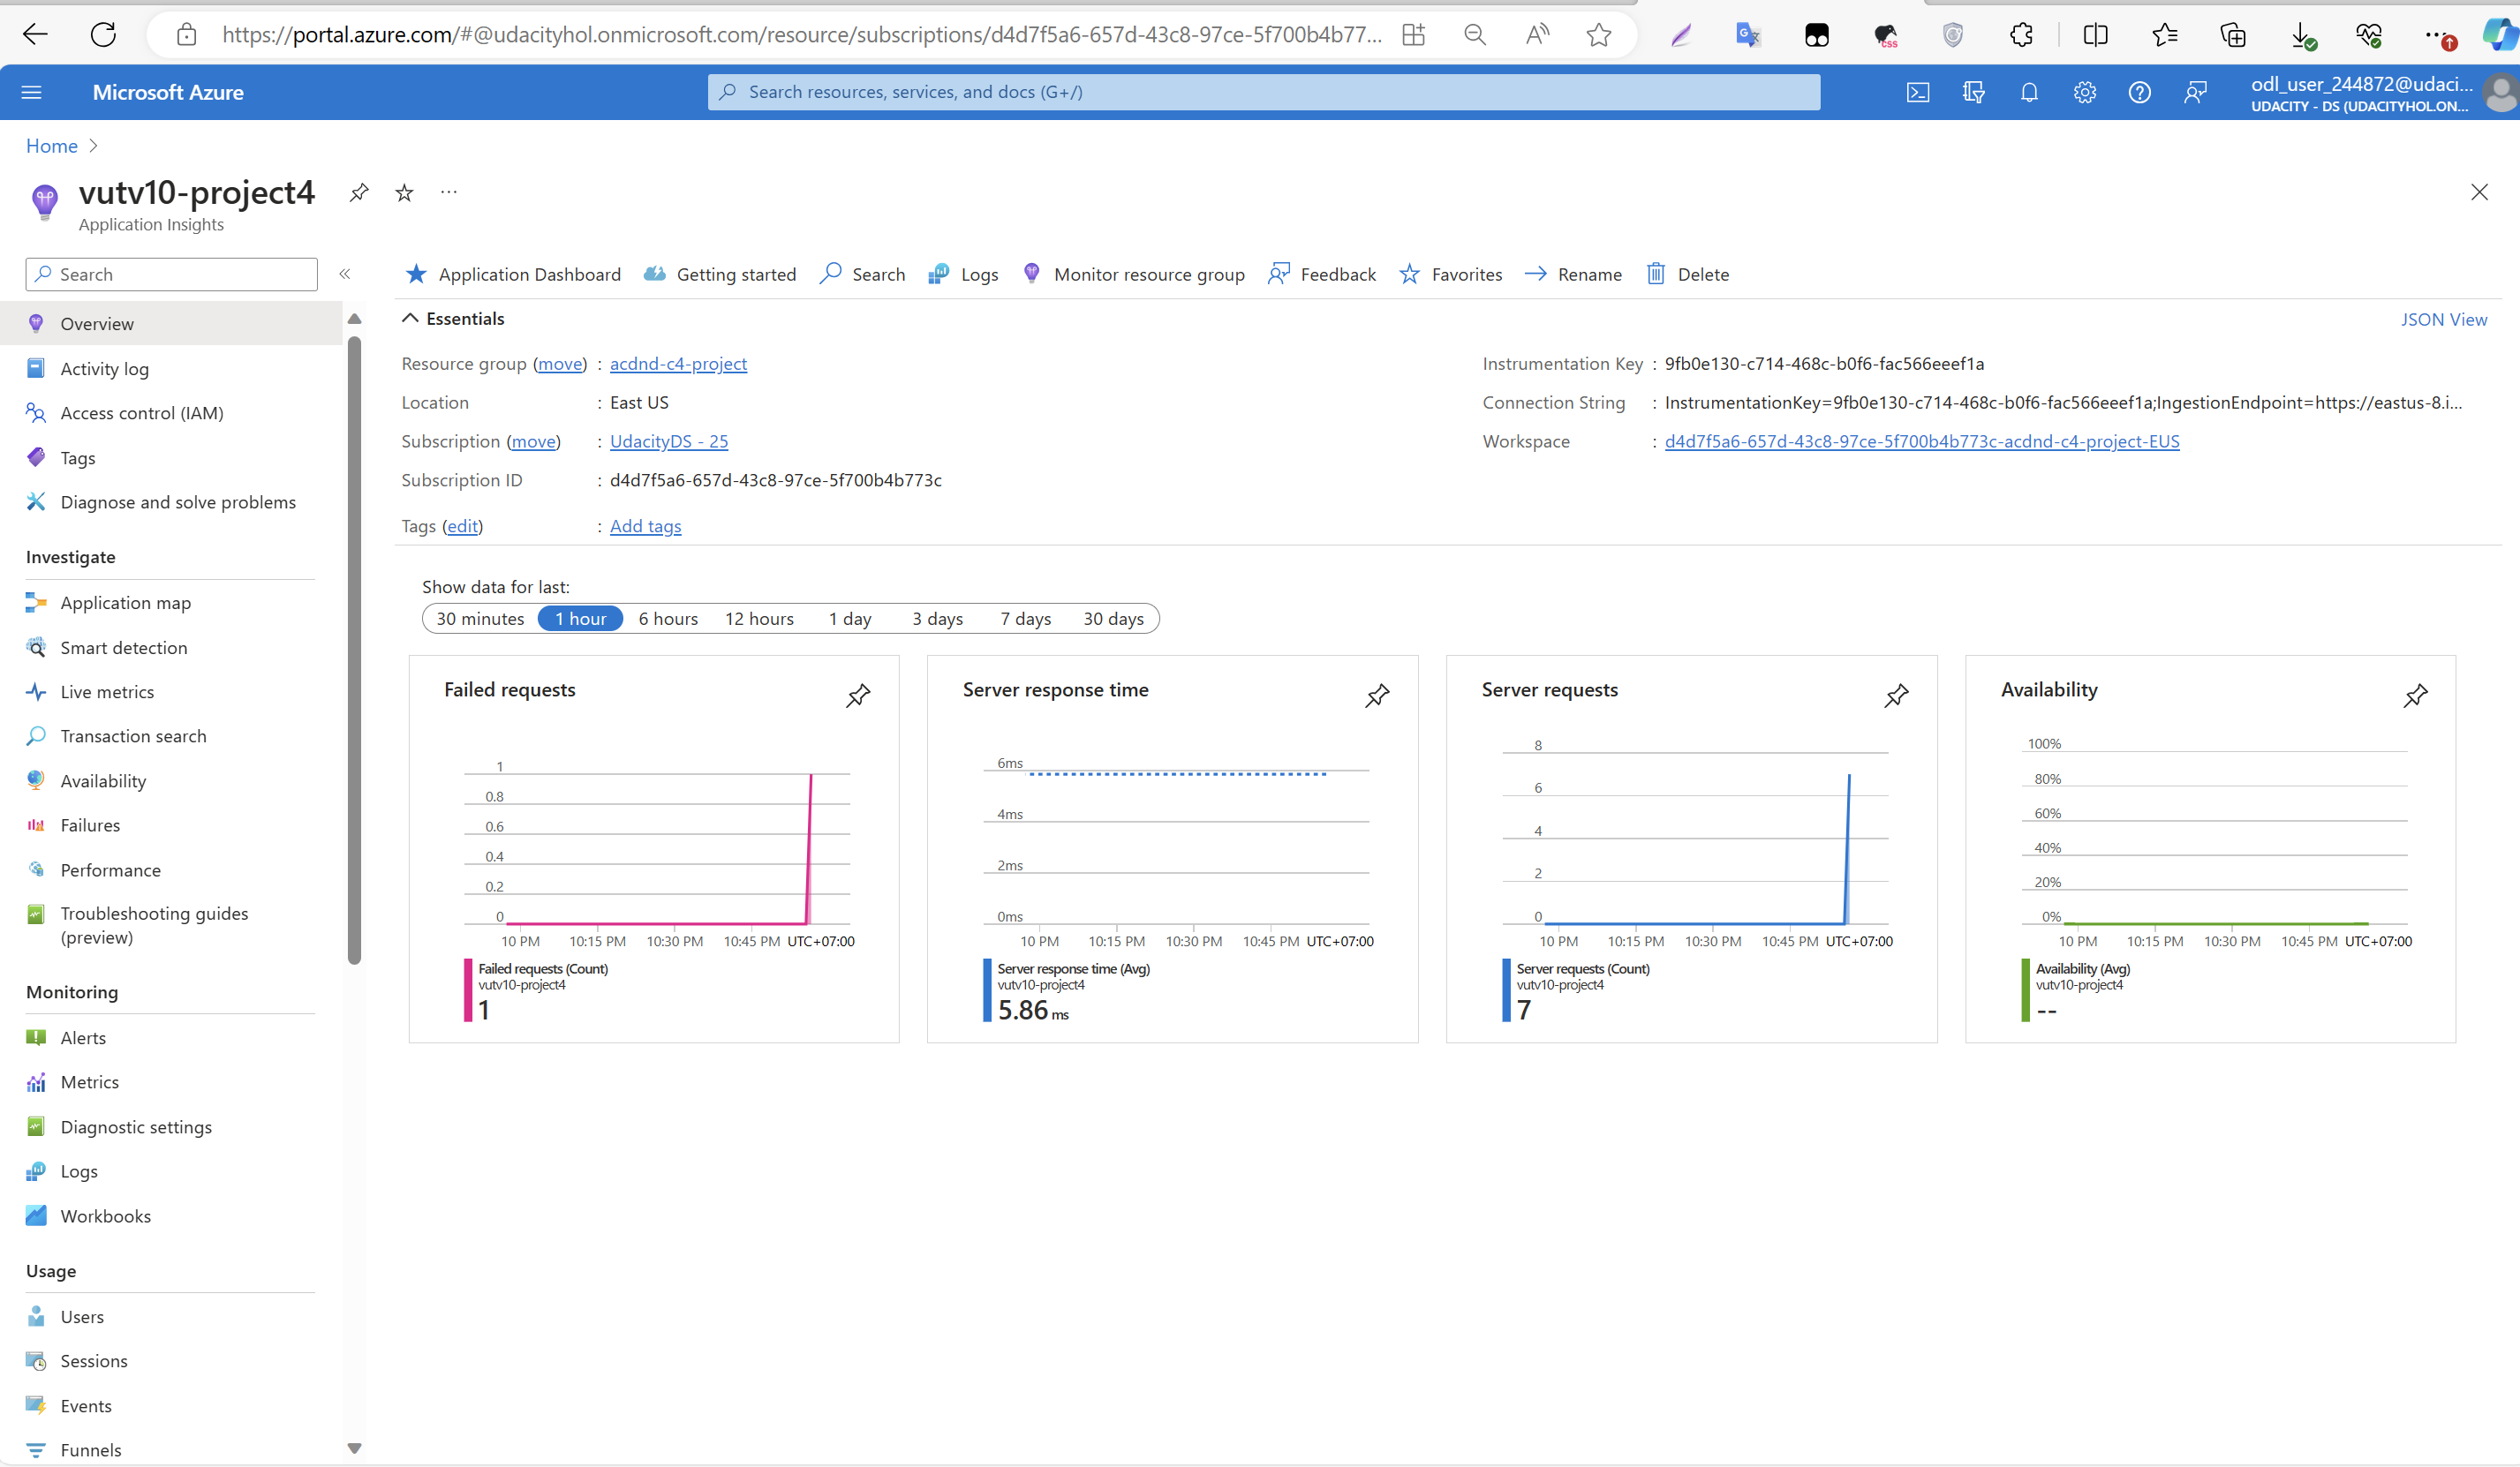 https://portal.azure.com/#@udacityhol.onmicrosoft.com/resource/subscriptions/d4d7f5a6-657d-43c8-97ce-5f700b4b77...
Microsoft Azure
Search resources, services, and docs (G+/)
odl_user_244872@udaci...
UDACITY - DS (UDACITYHOL.ON...
Home
vutv10-project4
Application Insights
Search
Application Dashboard
Getting started
Search
Logs
Monitor resource group
Feedback
Favorites
Rename
Delete
Overview
Activity log
Access control (IAM)
Tags
Diagnose and solve problems
Investigate
Application map
Smart detection
Live metrics
Transaction search
Availability
Failures
Performance
Troubleshooting guides
(preview)
Monitoring
Alerts
Metrics
Diagnostic settings
Logs
Workbooks
Usage
Users
Sessions
Events
Funnels
Essentials
JSON View
Resource group (move) : acdnd-c4-project
Location : East US
Subscription (move) : UdacityDS - 25
Subscription ID : d4d7f5a6-657d-43c8-97ce-5f700b4b773c
Tags (edit) : Add tags
Instrumentation Key : 9fb0e130-c714-468c-b0f6-fac566eeef1a
Connection String : InstrumentationKey=9fb0e130-c714-468c-b0f6-fac566eeef1a;IngestionEndpoint=https://eastus-8.i...
Workspace : d4d7f5a6-657d-43c8-97ce-5f700b4b773c-acdnd-c4-project-EUS
Show data for last:
30 minutes 1 hour 6 hours 12 hours 1 day 3 days 7 days 30 days
Failed requests
1
0.8
0.6
0.4
0.2
0
10 PM 10:15 PM 10:30 PM 10:45 PM UTC+07:00
Failed requests (Count)
vutv10-project4
1
Server response time
6ms
4ms
2ms
0ms
10 PM 10:15 PM 10:30 PM 10:45 PM UTC+07:00
Server response time (Avg)
vutv10-project4
5.86 ms
Server requests
8
6
4
2
0
10 PM 10:15 PM 10:30 PM 10:45 PM UTC+07:00
Server requests (Count)
vutv10-project4
7
Availability
100%
80%
60%
40%
20%
0%
10 PM 10:15 PM 10:30 PM 10:45 PM UTC+07:00
Availability (Avg)
vutv10-project4
--